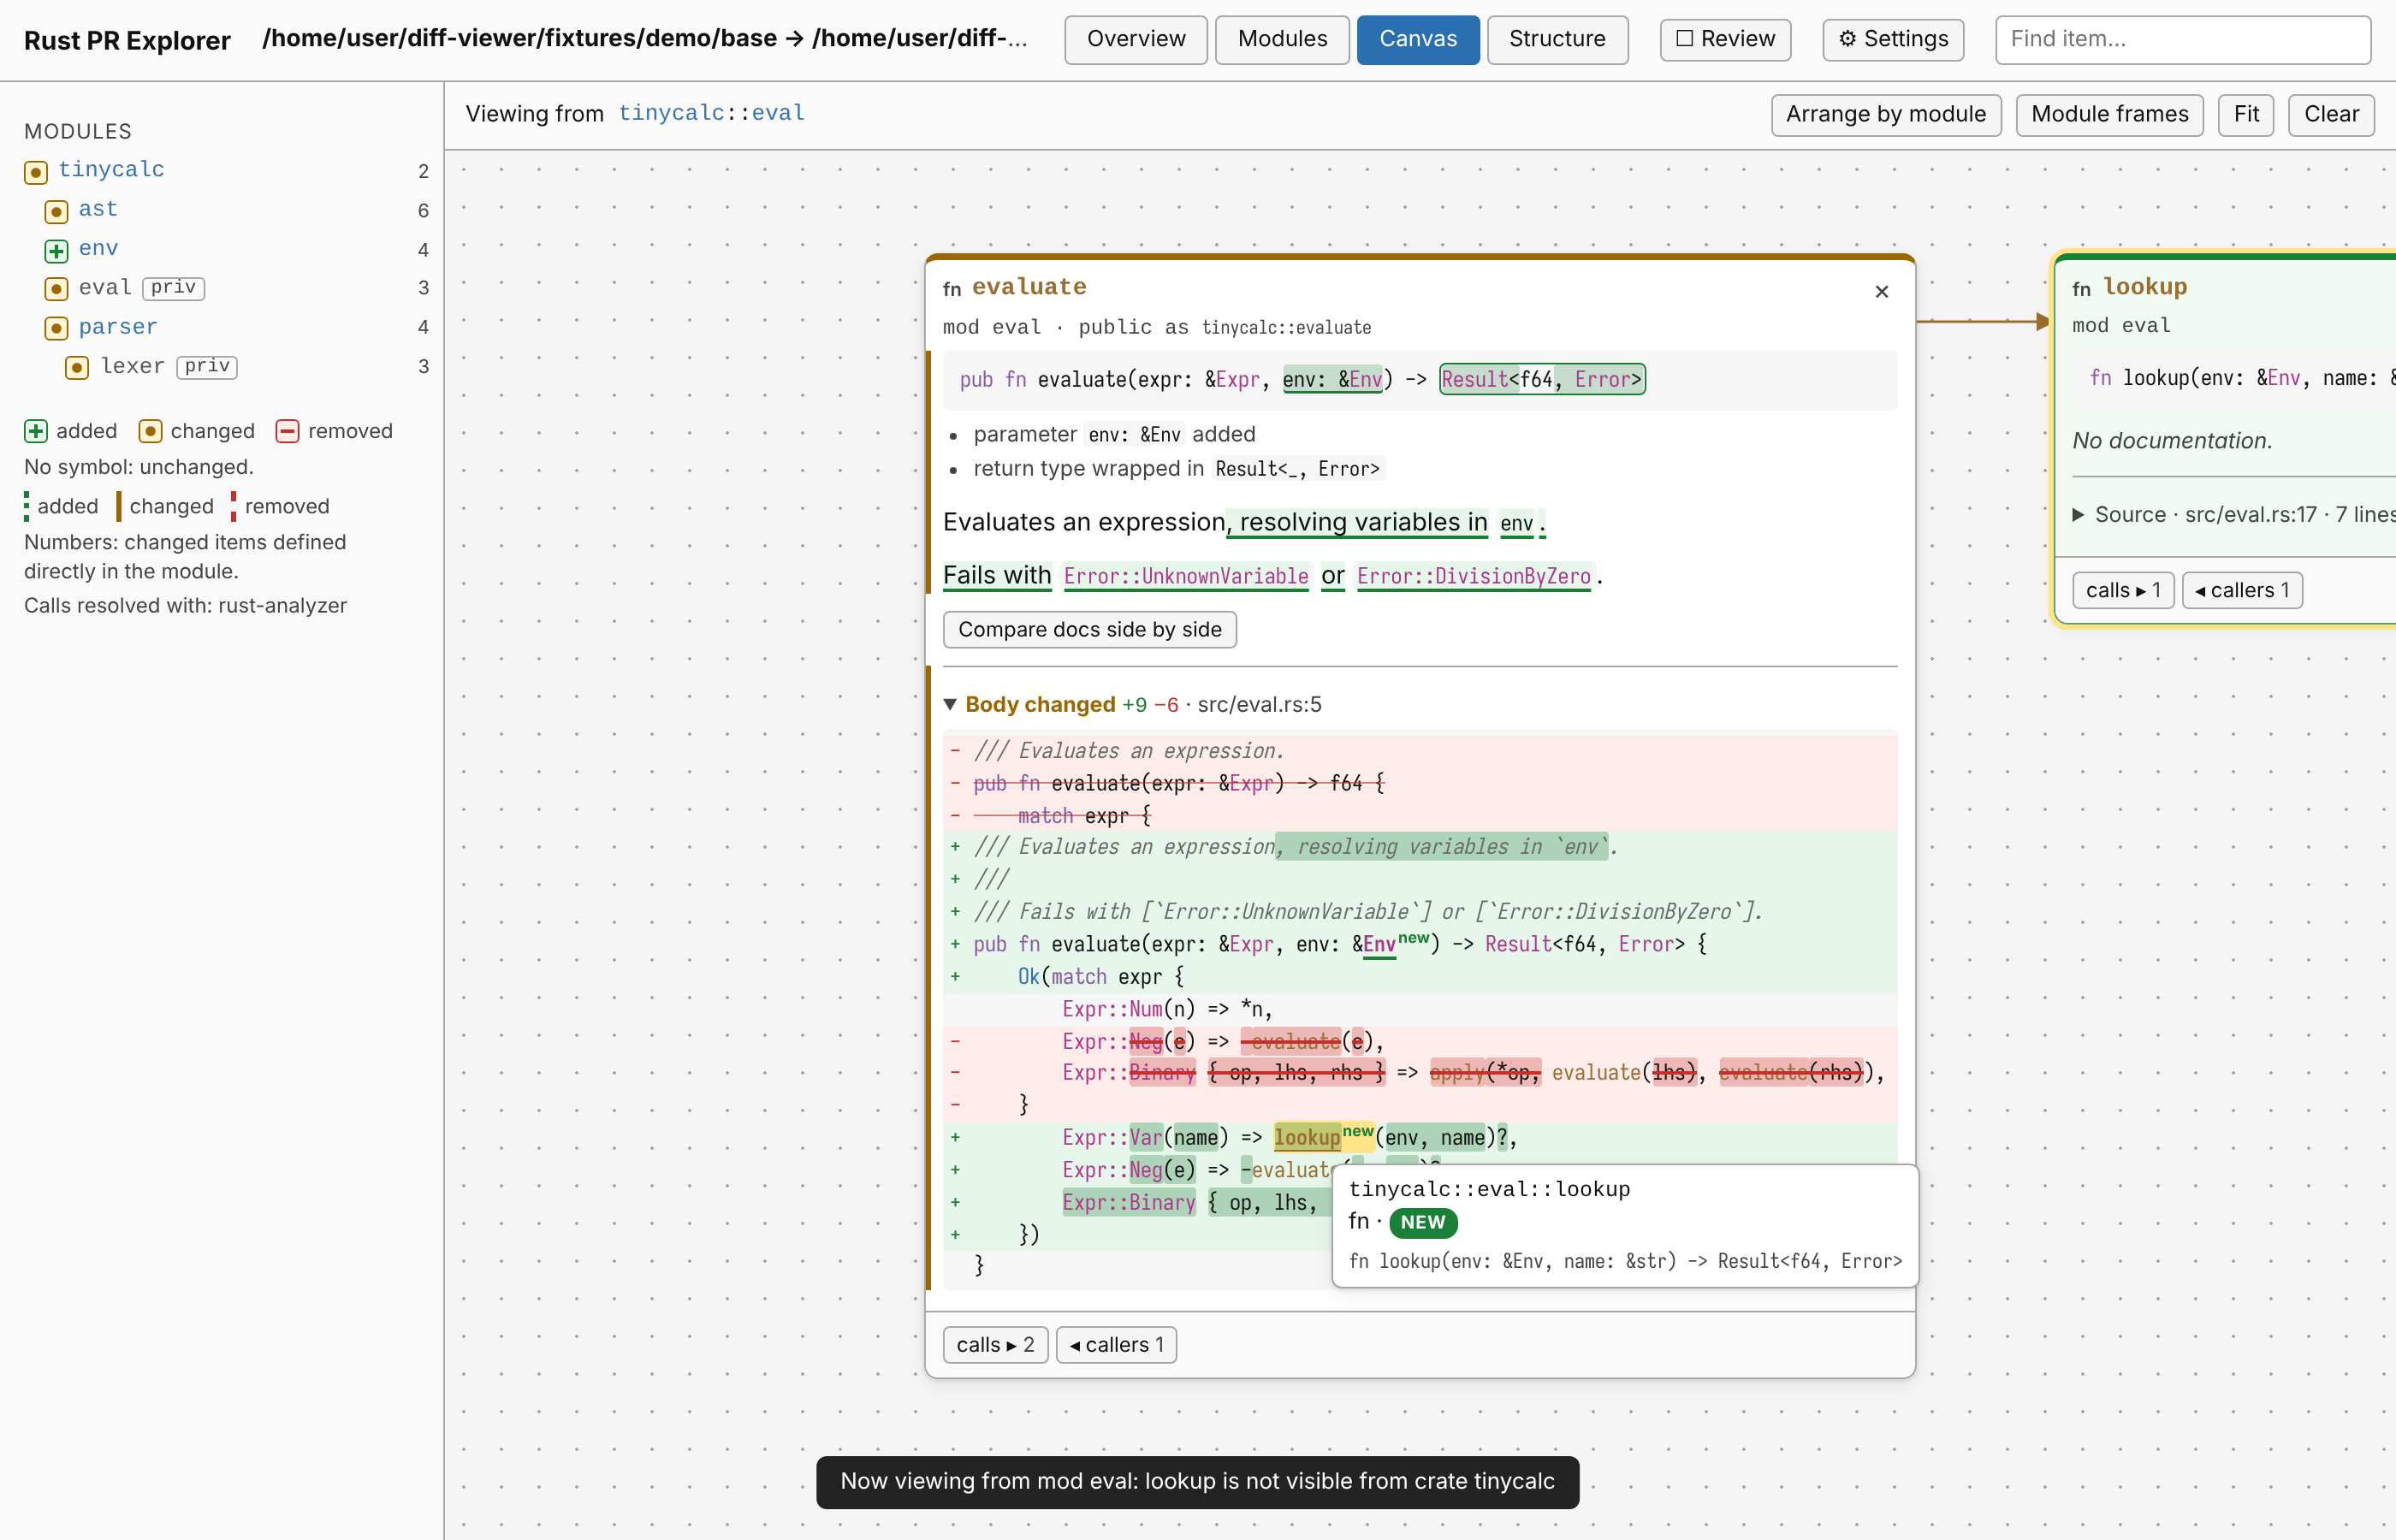 Rust PR Explorer
/home/user/diff-viewer/fixtures/demo/base → /home/user/diff-…
Overview
Modules
Canvas
Structure
☐ Review
⚙ Settings
Find item…
MODULES
tinycalc 2
ast 6
env 4
eval priv 3
parser 4
lexer priv 3
added changed removed
No symbol: unchanged.
added changed removed
Numbers: changed items defined
directly in the module.
Calls resolved with: rust-analyzer
Viewing from tinycalc::eval
Arrange by module
Module frames
Fit
Clear
fn evaluate ×
mod eval · public as tinycalc::evaluate
pub fn evaluate(expr: &Expr, env: &Env) -> Result<f64, Error>
• parameter env: &Env added
• return type wrapped in Result<_, Error>
Evaluates an expression, resolving variables in env.
Fails with Error::UnknownVariable or Error::DivisionByZero.
Compare docs side by side
▼ Body changed +9 −6 · src/eval.rs:5
− /// Evaluates an expression.
− pub fn evaluate(expr: &Expr) -> f64 {
− match expr {
+ /// Evaluates an expression, resolving variables in `env`.
+ ///
+ /// Fails with [`Error::UnknownVariable`] or [`Error::DivisionByZero`].
+ pub fn evaluate(expr: &Expr, env: &Env new) -> Result<f64, Error> {
+ Ok(match expr {
Expr::Num(n) => *n,
− Expr::Neg(e) => -evaluate(e),
− Expr::Binary { op, lhs, rhs } => apply(*op, evaluate(lhs), evaluate(rhs)),
− }
+ Expr::Var(name) => lookup new(env, name)?,
+ Expr::Neg(e) => -evaluate(
+ Expr::Binary { op, lhs,
+ })
}
tinycalc::eval::lookup
fn · NEW
fn lookup(env: &Env, name: &str) -> Result<f64, Error>
calls ▸ 2
◂ callers 1
fn lookup
mod eval
fn lookup(env: &Env, name: &
No documentation.
▶ Source · src/eval.rs:17 · 7 lines
calls ▸ 1
◂ callers 1
Now viewing from mod eval: lookup is not visible from crate tinycalc